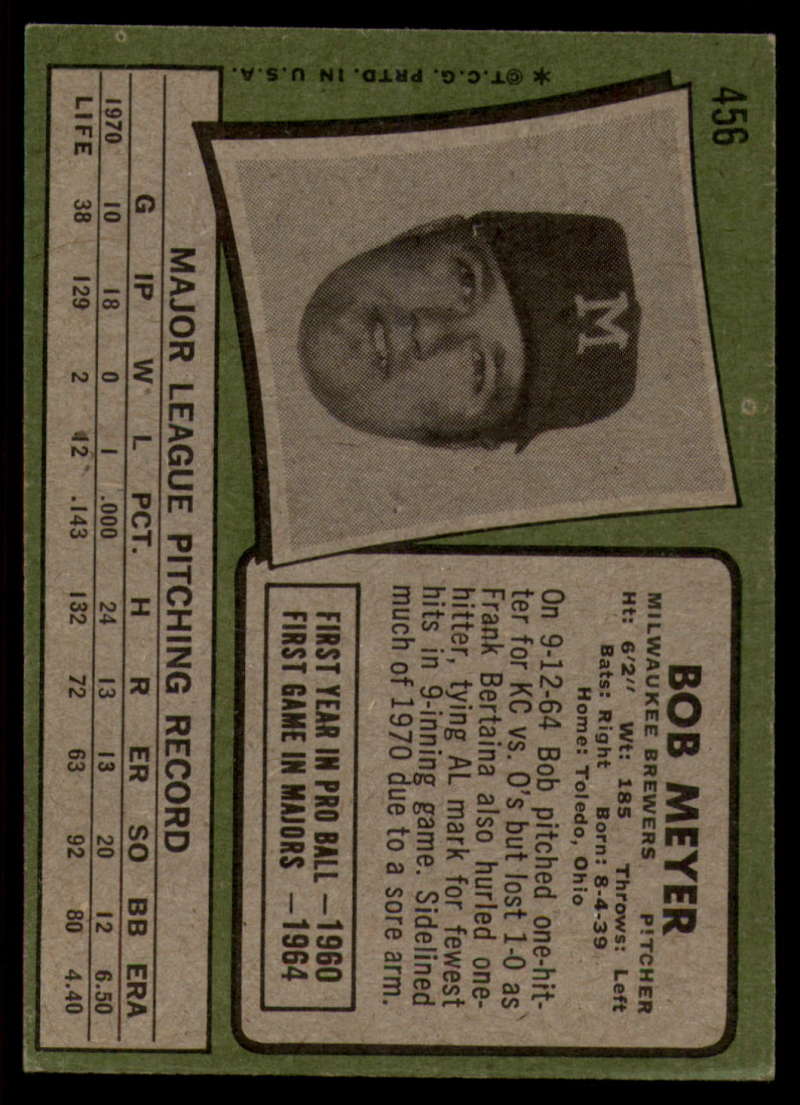 456
M
*©T.C.G. PRTD. IN U.S.A.
BOB MEYER
MILWAUKEE BREWERS PITCHER
Ht: 6'2" Wt: 185 Throws: Left
Bats: Right Born: 8-4-39
Home: Toledo, Ohio
On 9-12-64 Bob pitched one-hit-
ter for KC vs. O's but lost 1-0 as
Frank Bertaina also hurled one-
hitter, tying AL mark for fewest
hits in 9-inning game. Sidelined
much of 1970 due to a sore arm.
FIRST YEAR IN PRO BALL —1960
FIRST GAME IN MAJORS —1964
MAJOR LEAGUE PITCHING RECORD
G IP W L PCT. H R ER SO BB ERA
1970 10 18 0 1 .000 24 13 13 20 12 6.50
LIFE 38 129 2 12 .143 132 72 63 92 80 4.40